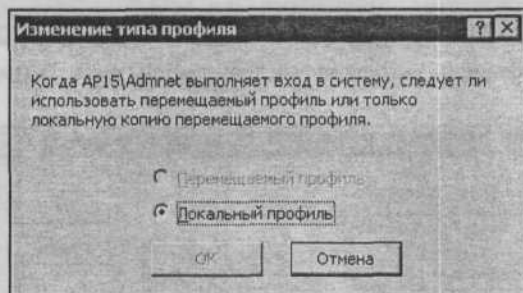 Изменение типа профиля
Когда AP15\Admnet выполняет вход в систему, следует ли
использовать перемещаемый профиль или только
локальную копию перемещаемого профиля.
Перемещаемый профиль
Локальный профиль
OK
Отмена